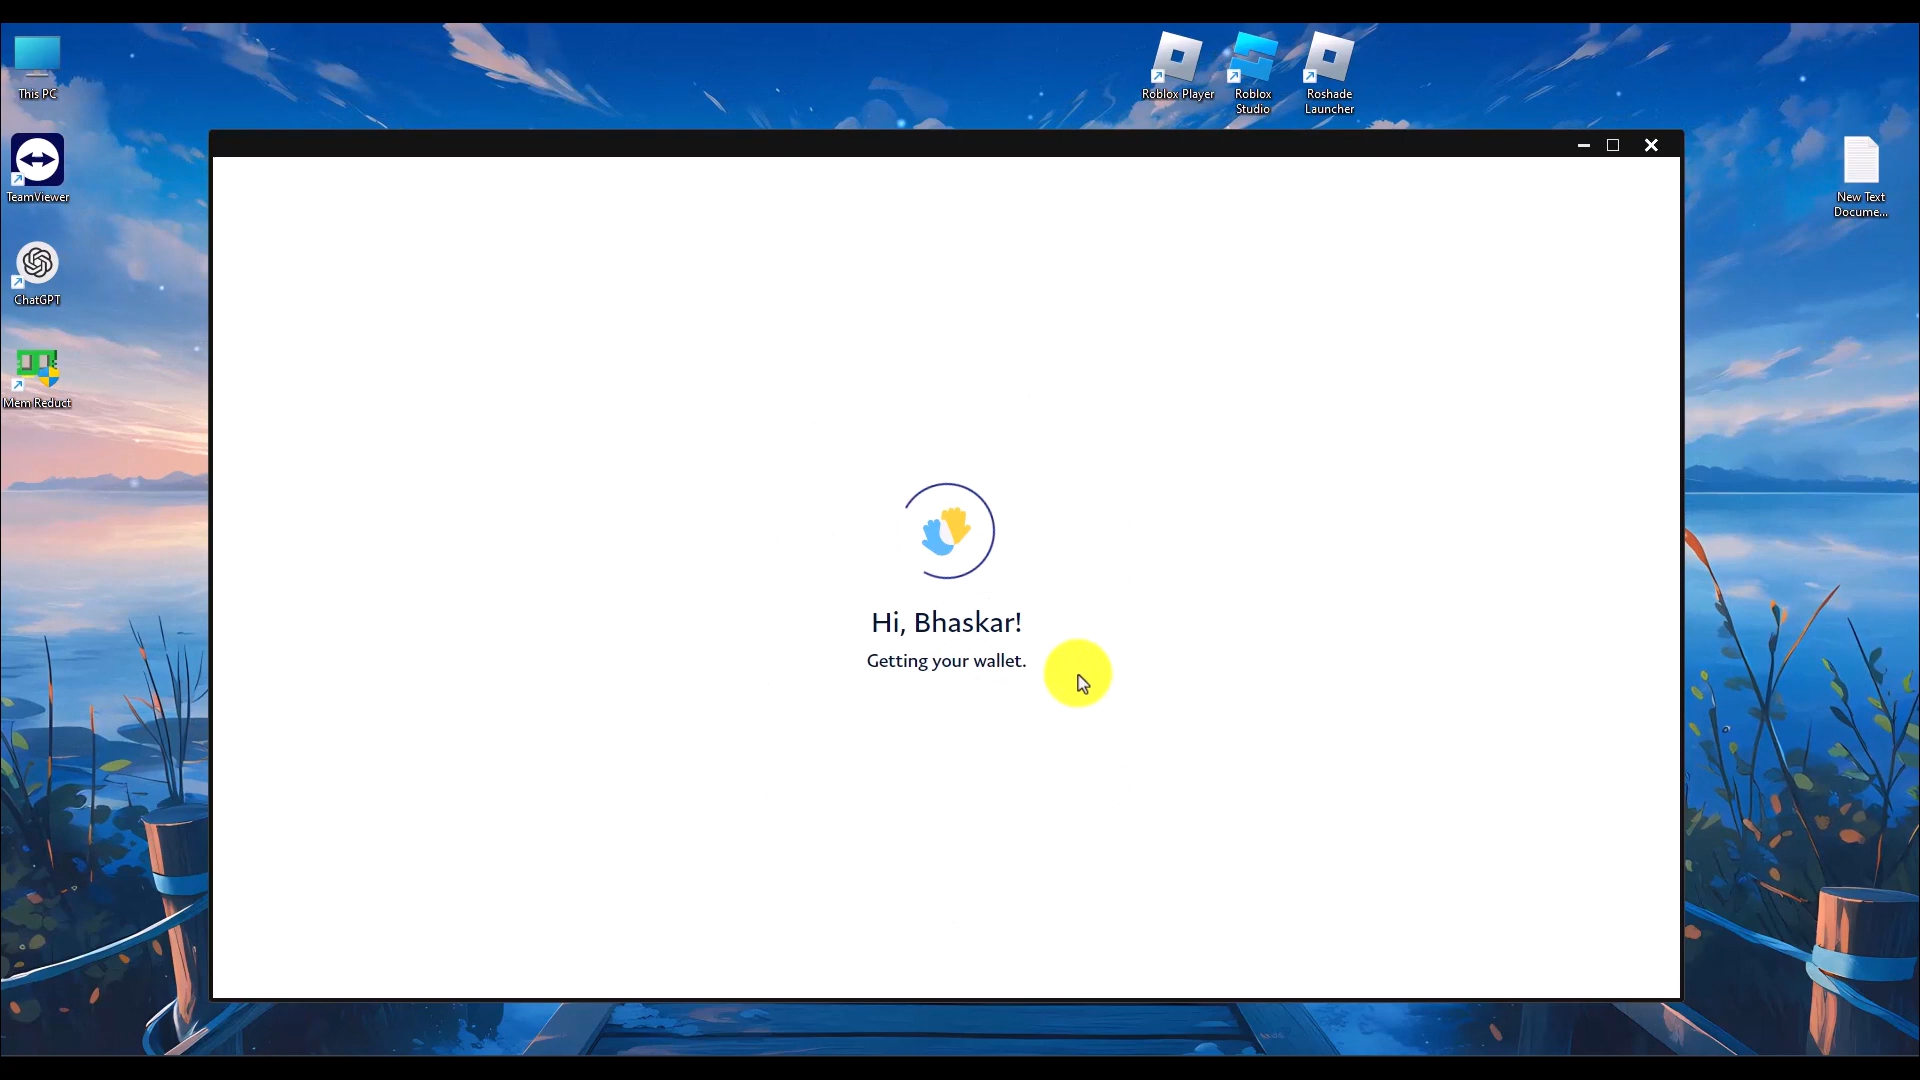 This PC
TeamViewer
ChatGPT
Mem Reduct
Roblox Player
Roblox
Studio
Roshade
Launcher
New Text
Docume...
Hi, Bhaskar!
Getting your wallet.